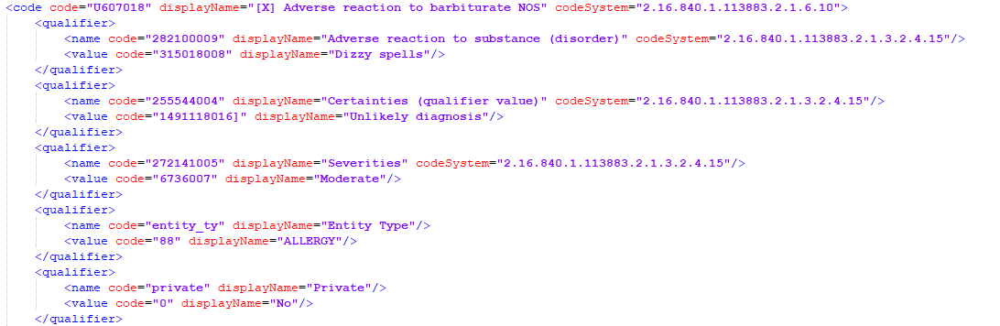 <code code="U607018" displayName="[X] Adverse reaction to barbiturate NOS" codeSystem="2.16.840.1.113883.2.1.6.10">
<qualifier>
<name code="282100009" displayName="Adverse reaction to substance (disorder)" codeSystem="2.16.840.1.113883.2.1.3.2.4.15"/>
<value code="315018008" displayName="Dizzy spells"/>
</qualifier>
<qualifier>
<name code="255544004" displayName="Certainties (qualifier value)" codeSystem="2.16.840.1.113883.2.1.3.2.4.15"/>
<value code="1491118016]" displayName="Unlikely diagnosis"/>
</qualifier>
<qualifier>
<name code="272141005" displayName="Severities" codeSystem="2.16.840.1.113883.2.1.3.2.4.15"/>
<value code="6736007" displayName="Moderate"/>
</qualifier>
<qualifier>
<name code="entity_ty" displayName="Entity Type"/>
<value code="88" displayName="ALLERGY"/>
</qualifier>
<qualifier>
<name code="private" displayName="Private"/>
<value code="0" displayName="No"/>
</qualifier>